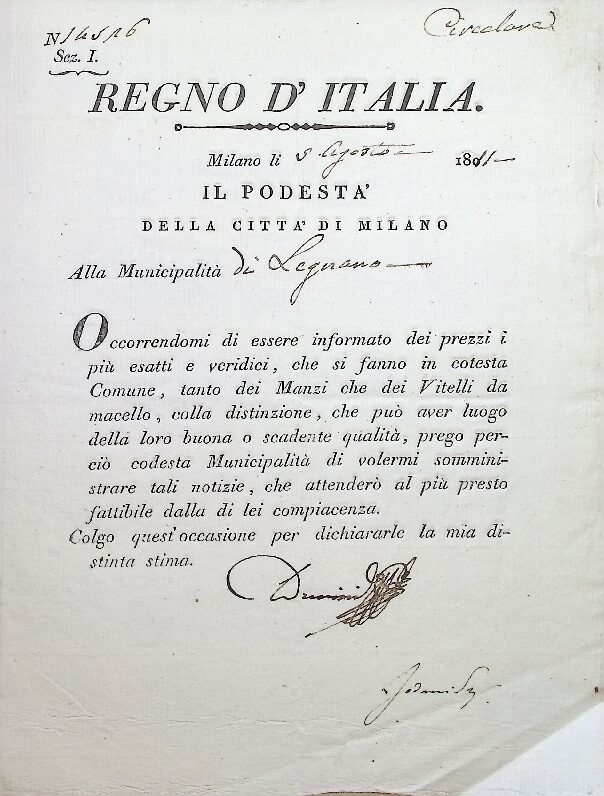 N 14516
Circolare
Sez. I.
REGNO D' ITALIA.
Milano li 5 Agosto 1811
IL PODESTA'
DELLA CITTA' DI MILANO
Alla Municipalità di Legnano
Occorrendomi di essere informato dei prezzi i
più esatti e veridici, che si fanno in cotesta
Comune, tanto dei Manzi che dei Vitelli da
macello, colla distinzione, che può aver luogo
della loro buona o scadente qualità, prego per-
ciò codesta Municipalità di volermi sommini-
strare tali notizie, che attenderò al più presto
fattibile dalla di lei compiacenza.
Colgo quest'occasione per dichiararle la mia di-
stinta stima.